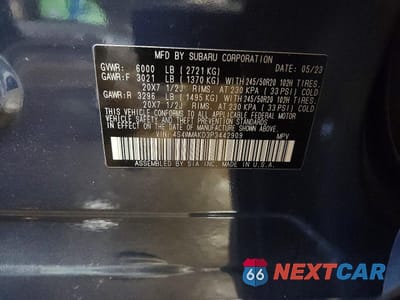 MFD BY SUBARU CORPORATION
GVWR: 6000 LB ( 2721 KG) DATE: 05/23
GAWR:F 3021 LB ( 1370 KG) WITH 245/50R20 102H TIRES.
20X7 1/2J RIMS. AT 230 KPA ( 33 PSI) COLD
GAWR:R 3296 LB ( 1495 KG) WITH 245/50R20 102H TIRES.
20X7 1/2J RIMS. AT 230 KPA ( 33 PSI) COLD
THIS VEHICLE CONFORMS TO ALL APPLICABLE FEDERAL MOTOR
VEHICLE SAFETY AND THEFT PREVENTION STANDARDS
IN EFFECT ON THE DATE OF MANUFACTURE SHOWN ABOVE
VIN: 4S4WMAKD3P3442909 MPV
ASSEMBLED BY SIA INC. MADE IN U.S.A.
66 NEXTCAR